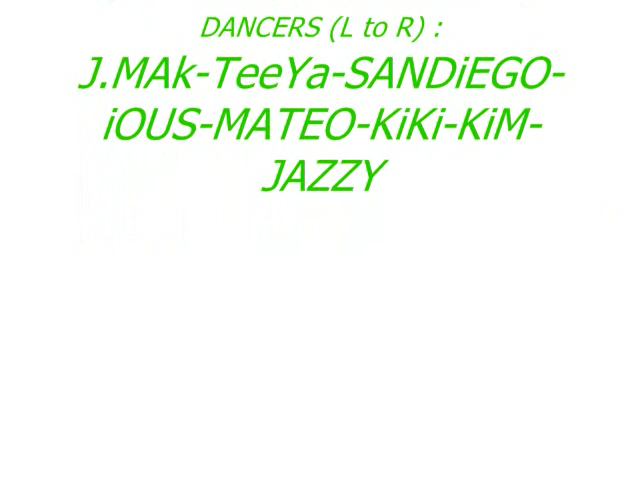 DANCERS (L to R) :
J.MAk-TeeYa-SANDiEGO-
iOUS-MATEO-KiKi-KiM-
JAZZY